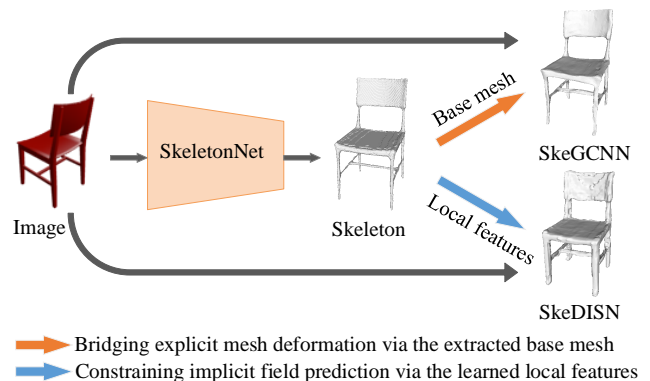 Image
SkeletonNet
Skeleton
Base mesh
SkeGCNN
Local features
SkeDISN
Bridging explicit mesh deformation via the extracted base mesh
Constraining implicit field prediction via the learned local features